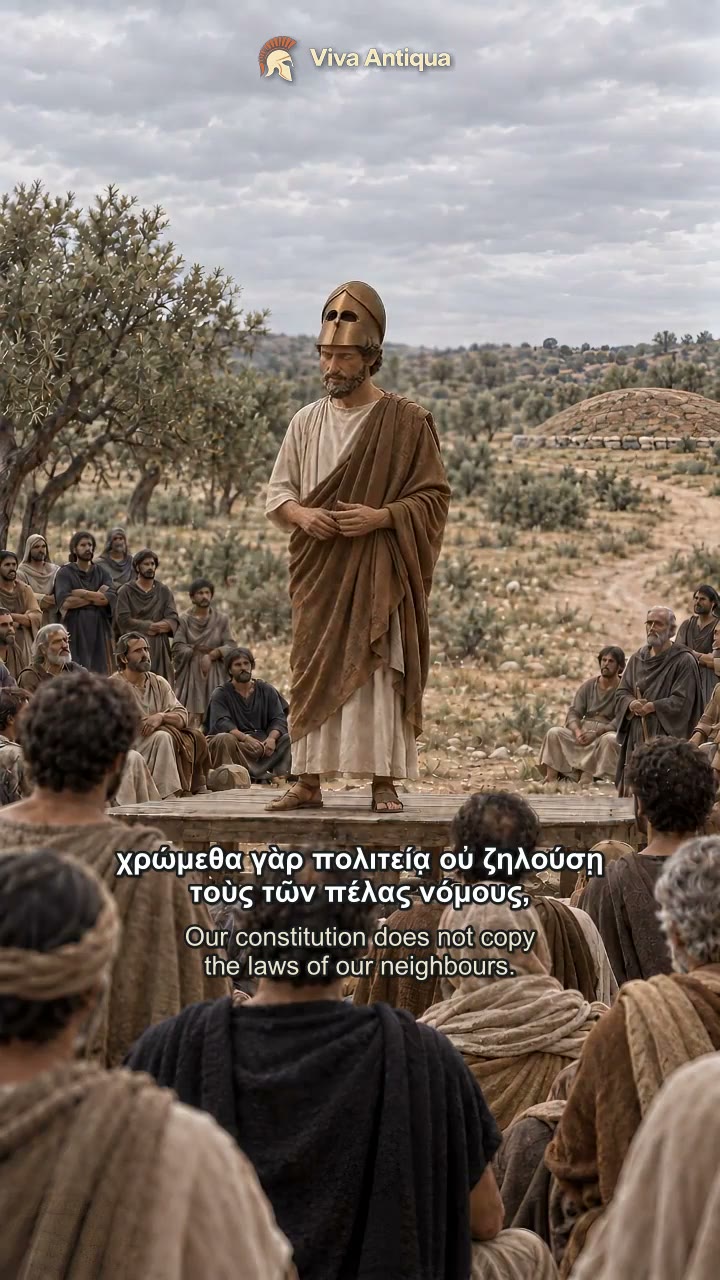 Viva Antiqua
χρώμεθα γὰρ πολιτείᾳ οὐ ζηλούσῃ
τοὺς τῶν πέλας νόμους,
Our constitution does not copy
the laws of our neighbours.